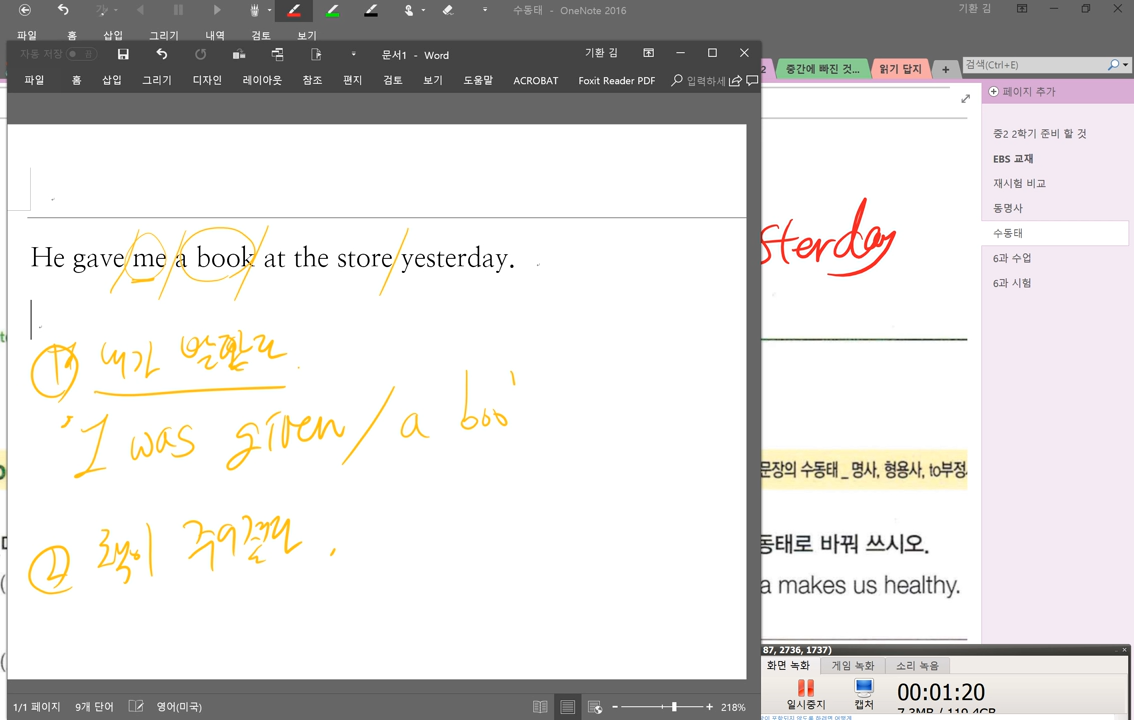 수동태 - OneNote 2016
기환 김
파일 홈 삽입 그리기 내역 검토 보기
자동 저장
문서1 - Word
기환 김
파일 홈 삽입 그리기 디자인 레이아웃 참조 편지 검토 보기 도움말 ACROBAT Foxit Reader PDF 입력하세
중간에 빠진 것... 읽기 답지 +
검색(Ctrl+E)
페이지 추가
중2 2학기 준비 할 것
EBS 교재
재시험 비교
동명사
수동태
6과 수업
6과 시험
He gave me a book at the store yesterday.
sterday
① 내가 받았다
I was given / a boo
② 책이 주어졌다.
문장의 수동태 _ 명사, 형용사, to부정
동태로 바꿔 쓰시오.
a makes us healthy.
87, 2736, 1737)
화면 녹화 게임 녹화 소리 녹음
일시중지 캡처
00:01:20
7.3MB / 119.4GB
1/1 페이지 9개 단어 영어(미국)
218%